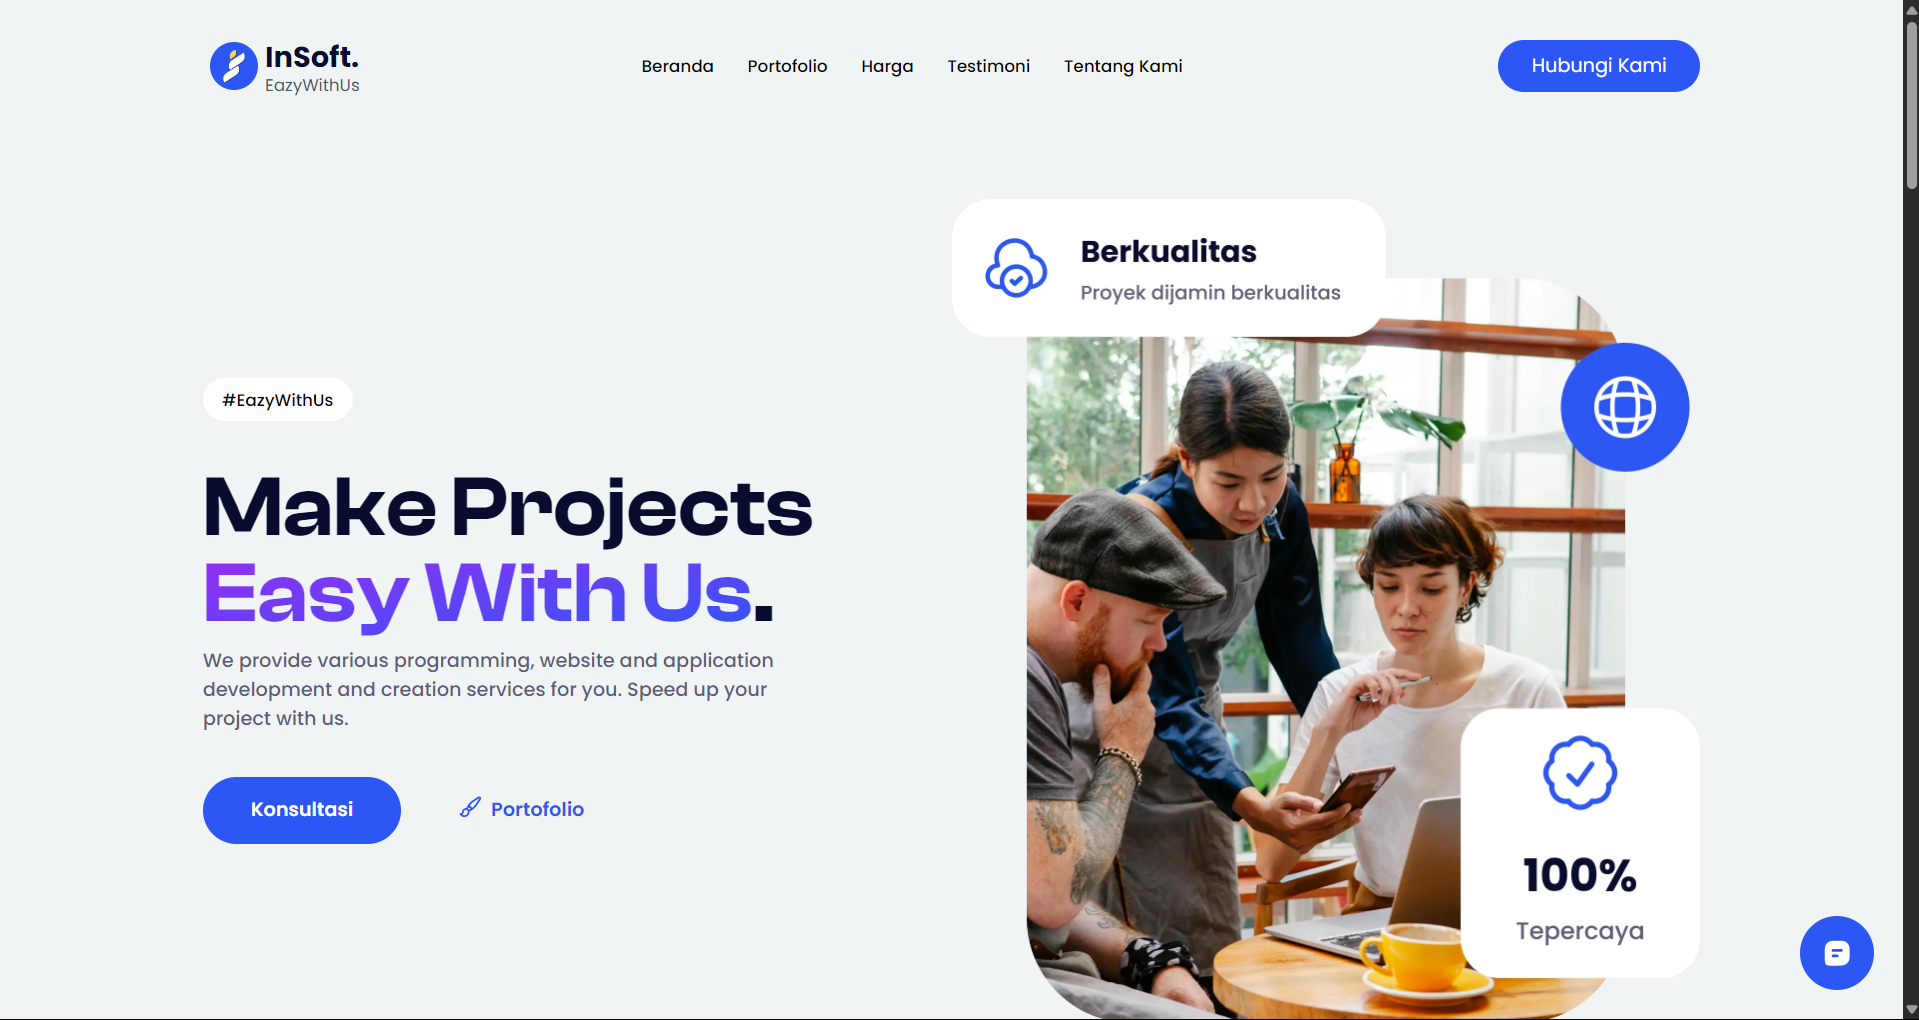 InSoft.
EazyWithUs
Beranda
Portofolio
Harga
Testimoni
Tentang Kami
Hubungi Kami
Berkualitas
Proyek dijamin berkualitas
#EazyWithUs
Make Projects
Easy With Us.
We provide various programming, website and application
development and creation services for you. Speed up your
project with us.
Konsultasi
Portofolio
100%
Tepercaya